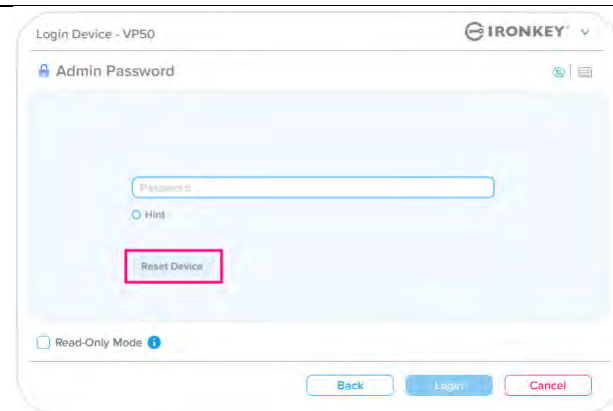 Login Device - VP50
IRONKEY
Admin Password
Password
Hint
Reset Device
Read-Only Mode
Back Login Cancel